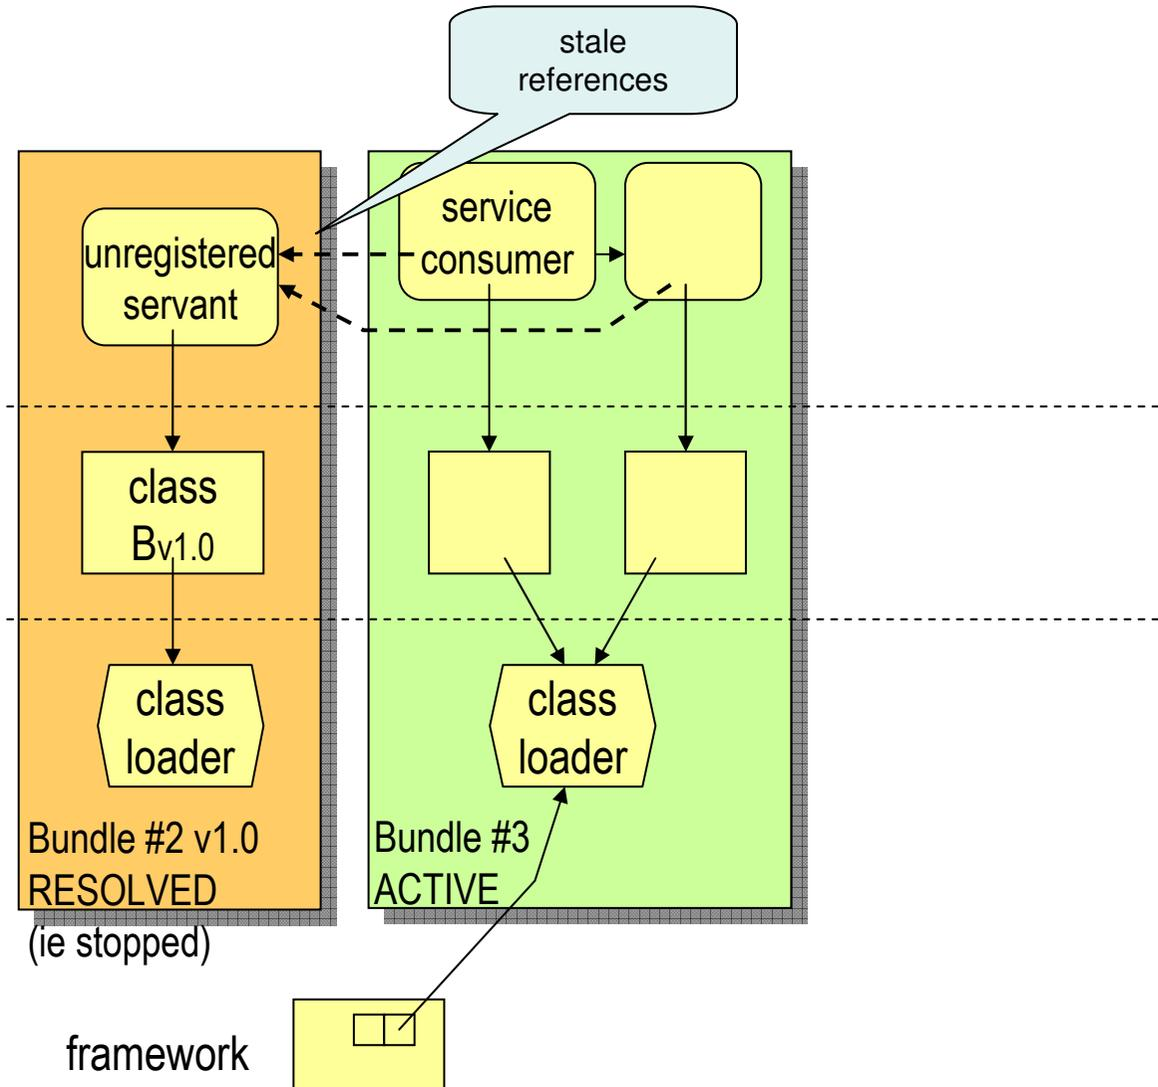 stale
references
unregistered
servant
service
consumer
class
Bv1.0
class
loader
class
loader
Bundle #2 v1.0
RESOLVED
(ie stopped)
Bundle #3
ACTIVE
framework